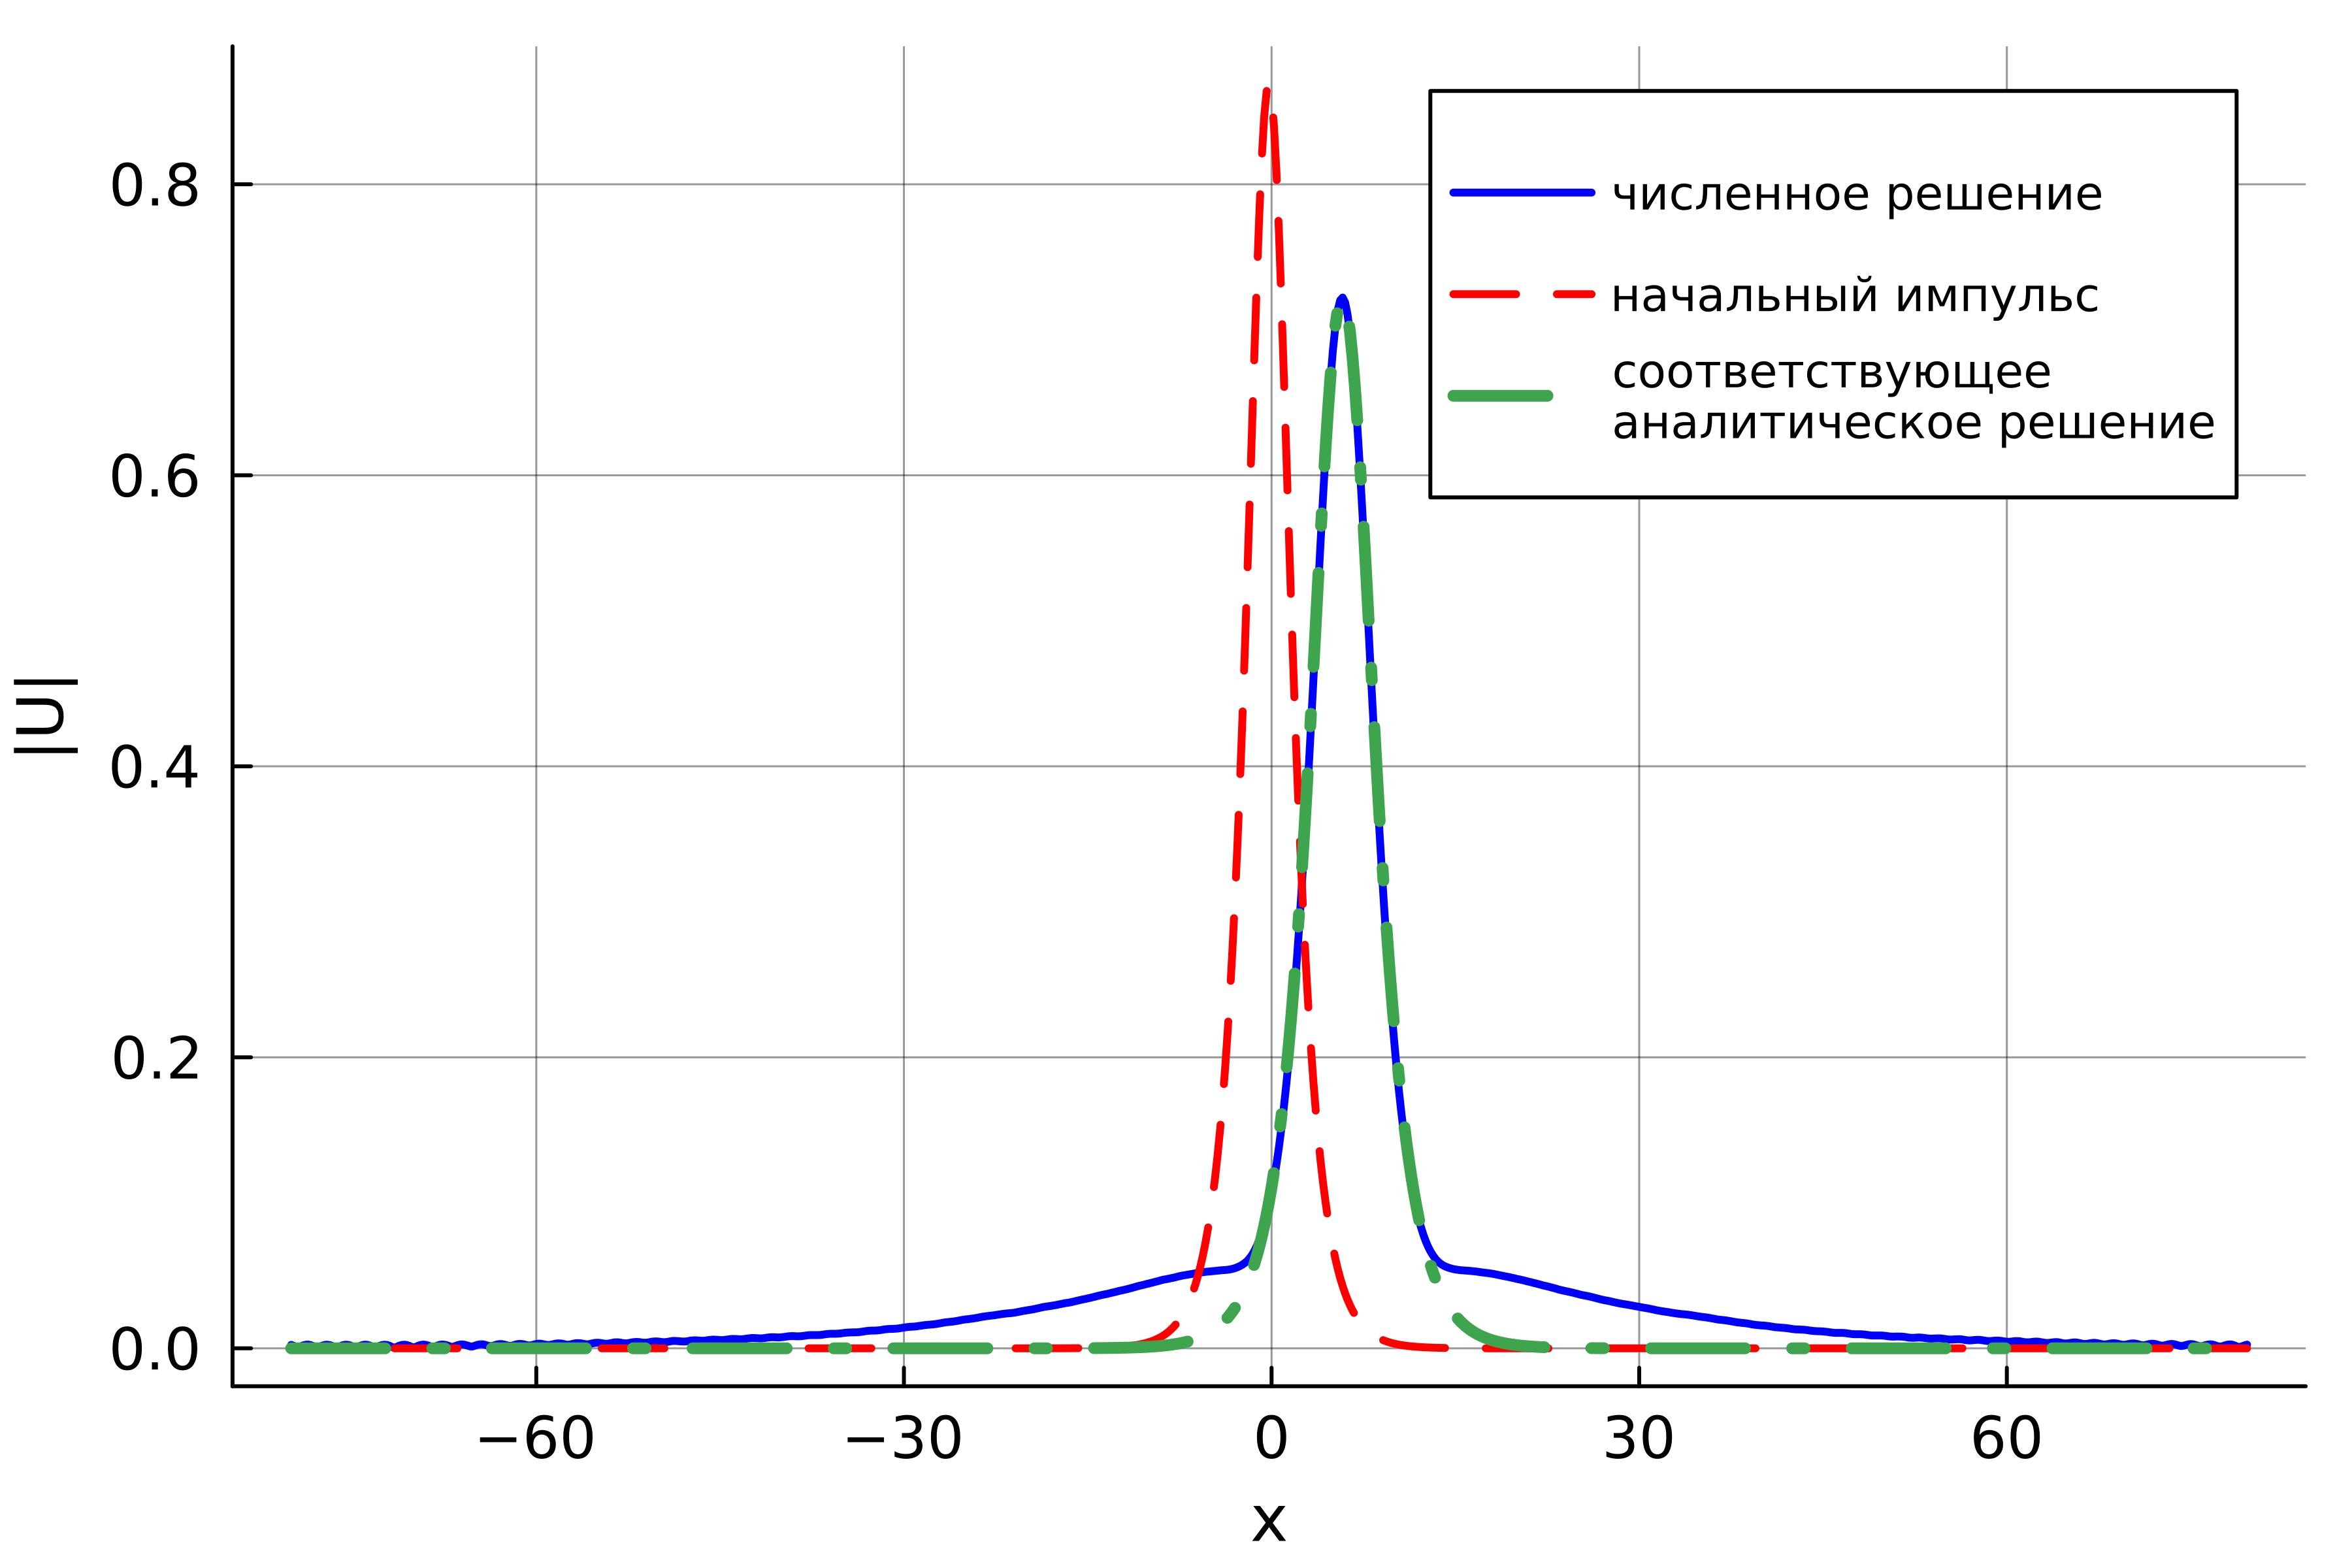 |U|
0.8
0.6
0.4
0.2
0.0
−60
−30
0
30
60
x
численное решение
начальный импульс
соответствующее
аналитическое решение